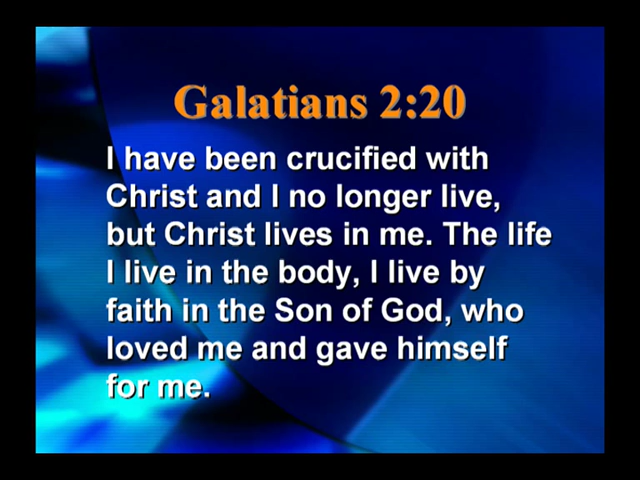 Galatians 2:20
I have been crucified with
Christ and I no longer live,
but Christ lives in me. The life
I live in the body, I live by
faith in the Son of God, who
loved me and gave himself
for me.